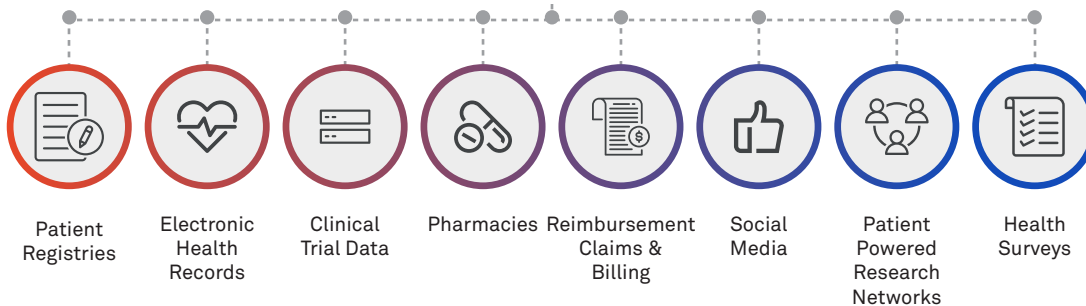 Patient
Registries
Electronic
Health
Records
Clinical
Trial Data
Pharmacies
Reimbursement
Claims &
Billing
$
Social
Media
Patient
Powered
Research
Networks
Health
Surveys